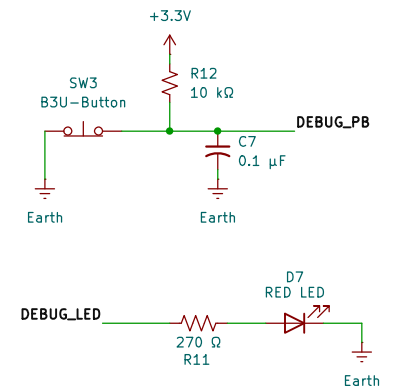 +3.3V
SW3
B3U-Button
R12
10 kΩ
DEBUG_PB
C7
0.1 µF
Earth
Earth
D7
RED LED
DEBUG_LED
270 Ω
R11
Earth